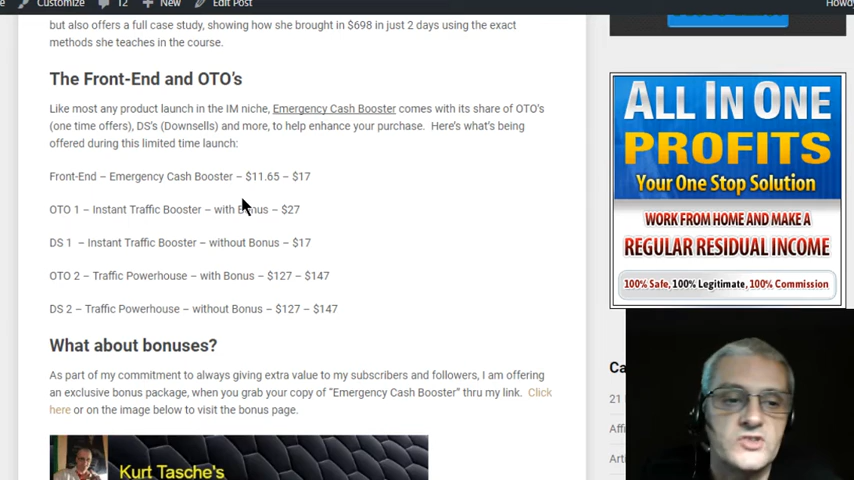 Customize 12 New Edit Post Howdy
but also offers a full case study, showing how she brought in $698 in just 2 days using the exact
methods she teaches in the course.
The Front-End and OTO's
Like most any product launch in the IM niche, Emergency Cash Booster comes with its share of OTO's
(one time offers), DS's (Downsells) and more, to help enhance your purchase. Here's what's being
offered during this limited time launch:
Front-End – Emergency Cash Booster – $11.65 – $17
OTO 1 – Instant Traffic Booster – with Bonus – $27
DS 1 – Instant Traffic Booster – without Bonus – $17
OTO 2 – Traffic Powerhouse – with Bonus – $127 – $147
DS 2 – Traffic Powerhouse – without Bonus – $127 – $147
What about bonuses?
As part of my commitment to always giving extra value to my subscribers and followers, I am offering
an exclusive bonus package, when you grab your copy of "Emergency Cash Booster" thru my link. Click
here or on the image below to visit the bonus page.
Kurt Tasche's
ALL IN ONE
PROFITS
Your One Stop Solution
WORK FROM HOME AND MAKE A
REGULAR RESIDUAL INCOME
100% Safe, 100% Legitimate, 100% Commission
Ca
21
Affi
Arti